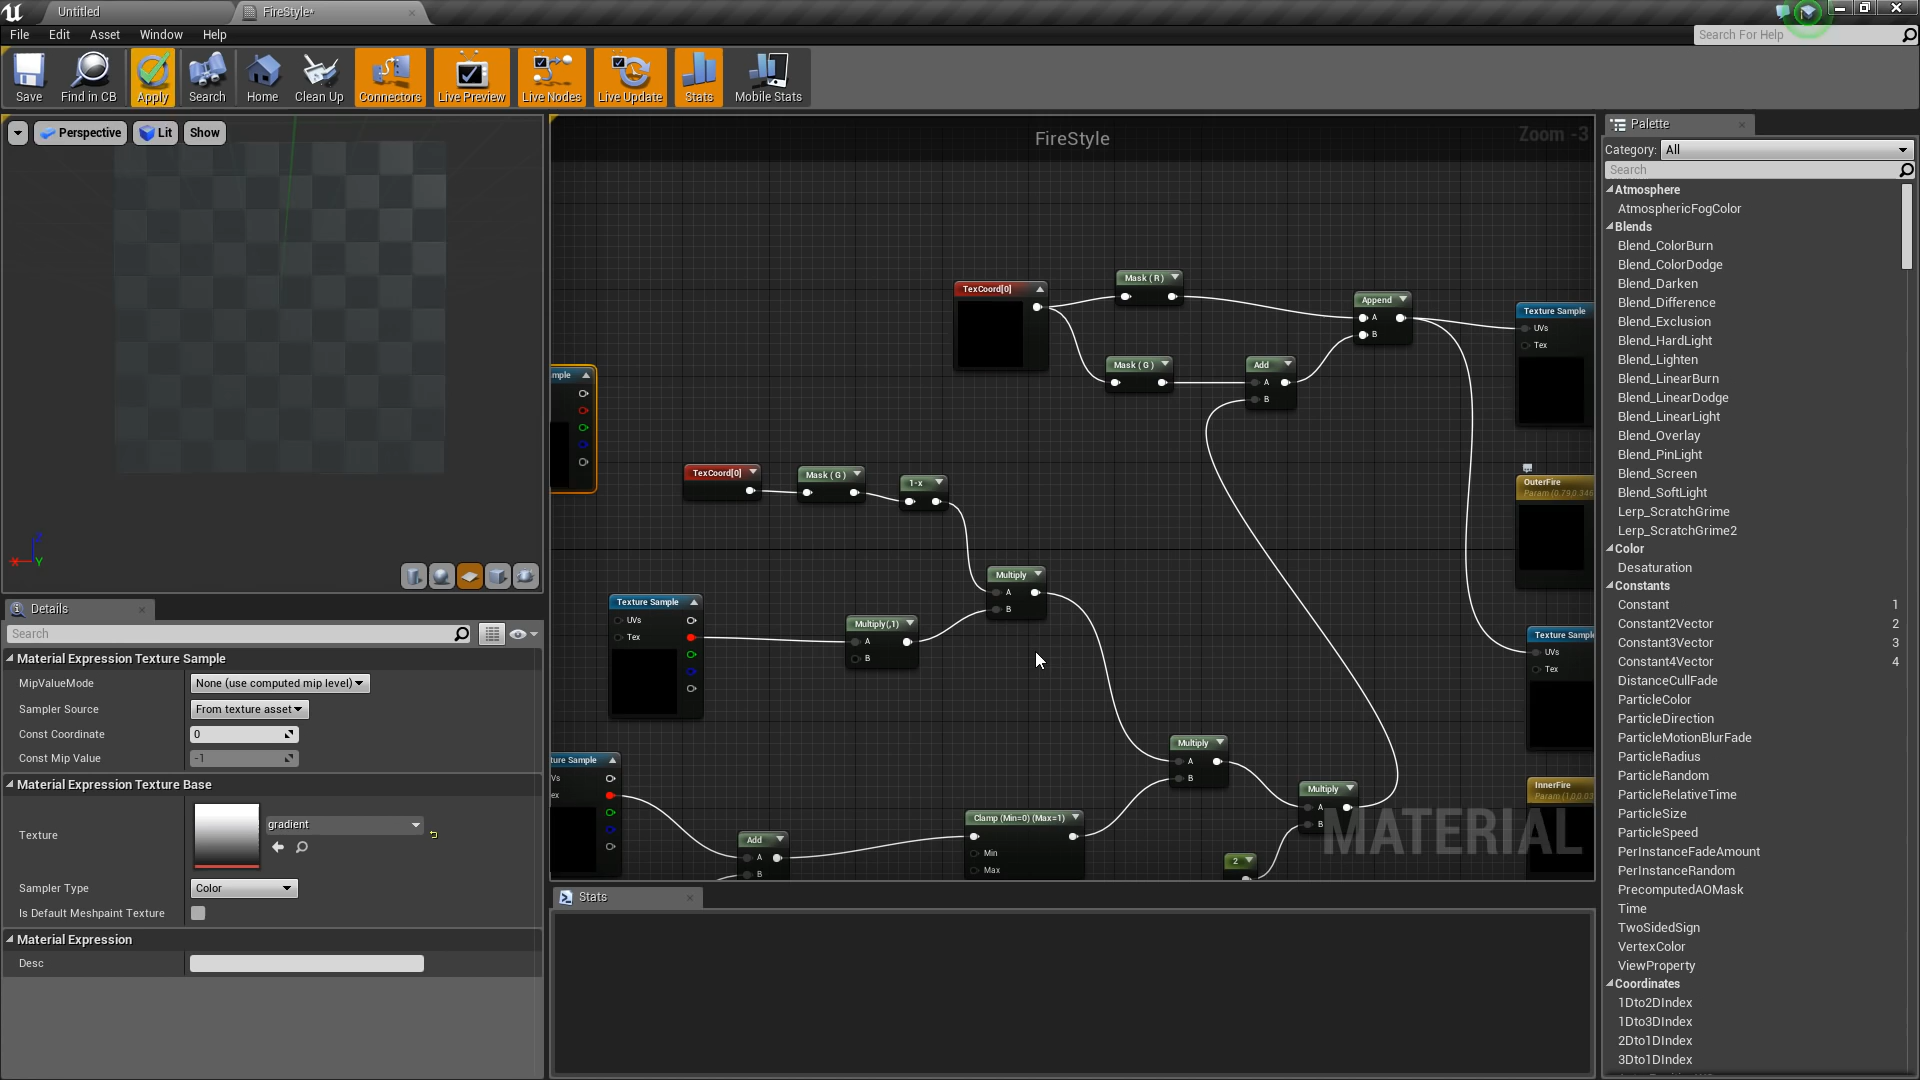 Untitled
FireStyle*
File Edit Asset Window Help
Search For Help
Save
Find in CB
Apply
Search
Home
Clean Up
Connectors
Live Preview
Live Nodes
Live Update
Stats
Mobile Stats
Perspective
Lit
Show
X
Z
Y
FireStyle
Zoom -3
TexCoord[0]
Mask ( R )
Append
A
B
Texture Sample
UVs
Tex
Mask ( G )
Add
A
B
mple
TexCoord[0]
Mask ( G )
1-x
OuterFire
Multiply
A
B
Texture Sample
UVs
Tex
Multiply(,1)
A
B
Texture Sample
UVs
Tex
Multiply
A
B
ture Sample
Vs
ex
InnerFire
Multiply
A
B
Add
A
B
Clamp (Min=0) (Max=1)
Min
Max
2
MATERIAL
Stats
Details
Search
Material Expression Texture Sample
MipValueMode
None (use computed mip level)
Sampler Source
From texture asset
Const Coordinate
0
Const Mip Value
-1
Material Expression Texture Base
Texture
gradient
Sampler Type
Color
Is Default Meshpaint Texture
Material Expression
Desc
Palette
Category: All
Search
Atmosphere
AtmosphericFogColor
Blends
Blend_ColorBurn
Blend_ColorDodge
Blend_Darken
Blend_Difference
Blend_Exclusion
Blend_HardLight
Blend_Lighten
Blend_LinearBurn
Blend_LinearDodge
Blend_LinearLight
Blend_Overlay
Blend_PinLight
Blend_Screen
Blend_SoftLight
Lerp_ScratchGrime
Lerp_ScratchGrime2
Color
Desaturation
Constants
Constant 1
Constant2Vector 2
Constant3Vector 3
Constant4Vector 4
DistanceCullFade
ParticleColor
ParticleDirection
ParticleMotionBlurFade
ParticleRadius
ParticleRandom
ParticleRelativeTime
ParticleSize
ParticleSpeed
PerInstanceFadeAmount
PerInstanceRandom
PrecomputedAOMask
Time
TwoSidedSign
VertexColor
ViewProperty
Coordinates
1Dto2DIndex
1Dto3DIndex
2Dto1DIndex
3Dto1DIndex